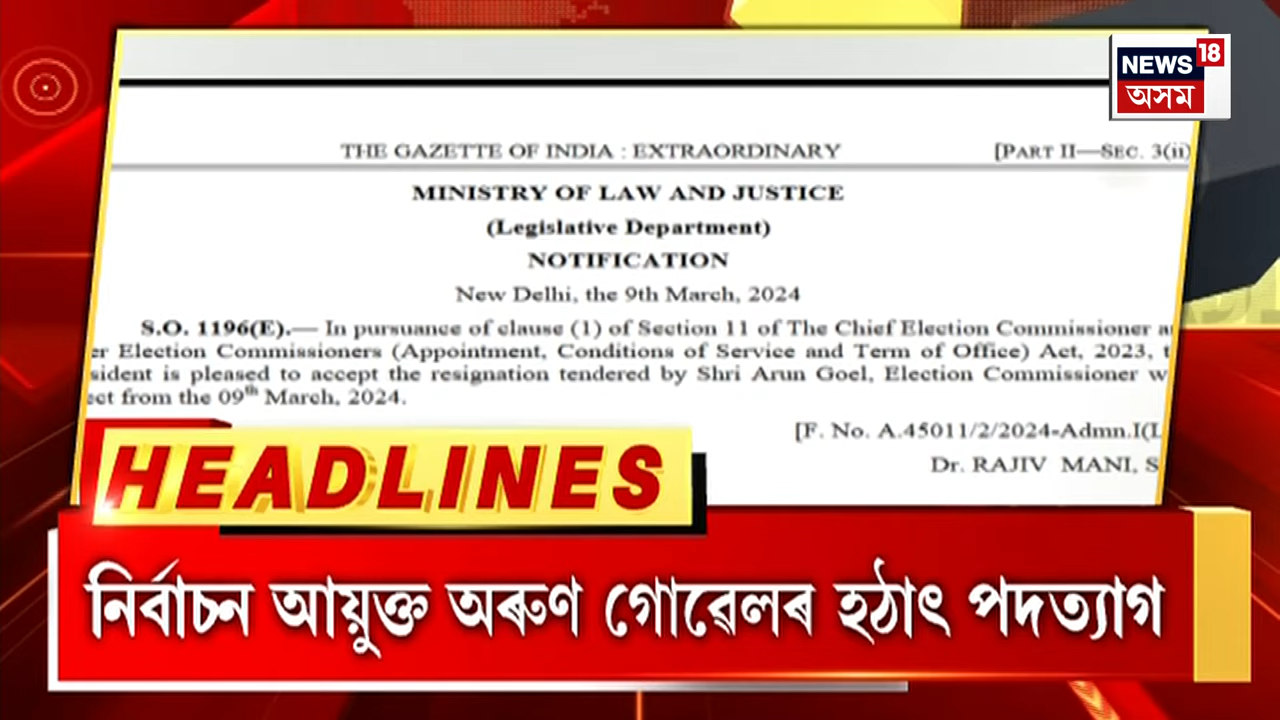 NEWS 18
অসম
THE GAZETTE OF INDIA : EXTRAORDINARY [PART II—SEC. 3(ii)
MINISTRY OF LAW AND JUSTICE
(Legislative Department)
NOTIFICATION
New Delhi, the 9th March, 2024
S.O. 1196(E).— In pursuance of clause (1) of Section 11 of The Chief Election Commissioner
Election Commissioners (Appointment, Conditions of Service and Term of Office) Act, 2023,
is pleased to accept the resignation tendered by Shri Arun Goel, Election Commissioner
from the 09th March, 2024.
[F. No. A.45011/2/2024-Admn.I(L
Dr. RAJIV MANI, S
HEADLINES
নিৰ্বাচন আয়ুক্ত অৰুণ গোৱেলৰ হঠাৎ পদত্যাগ